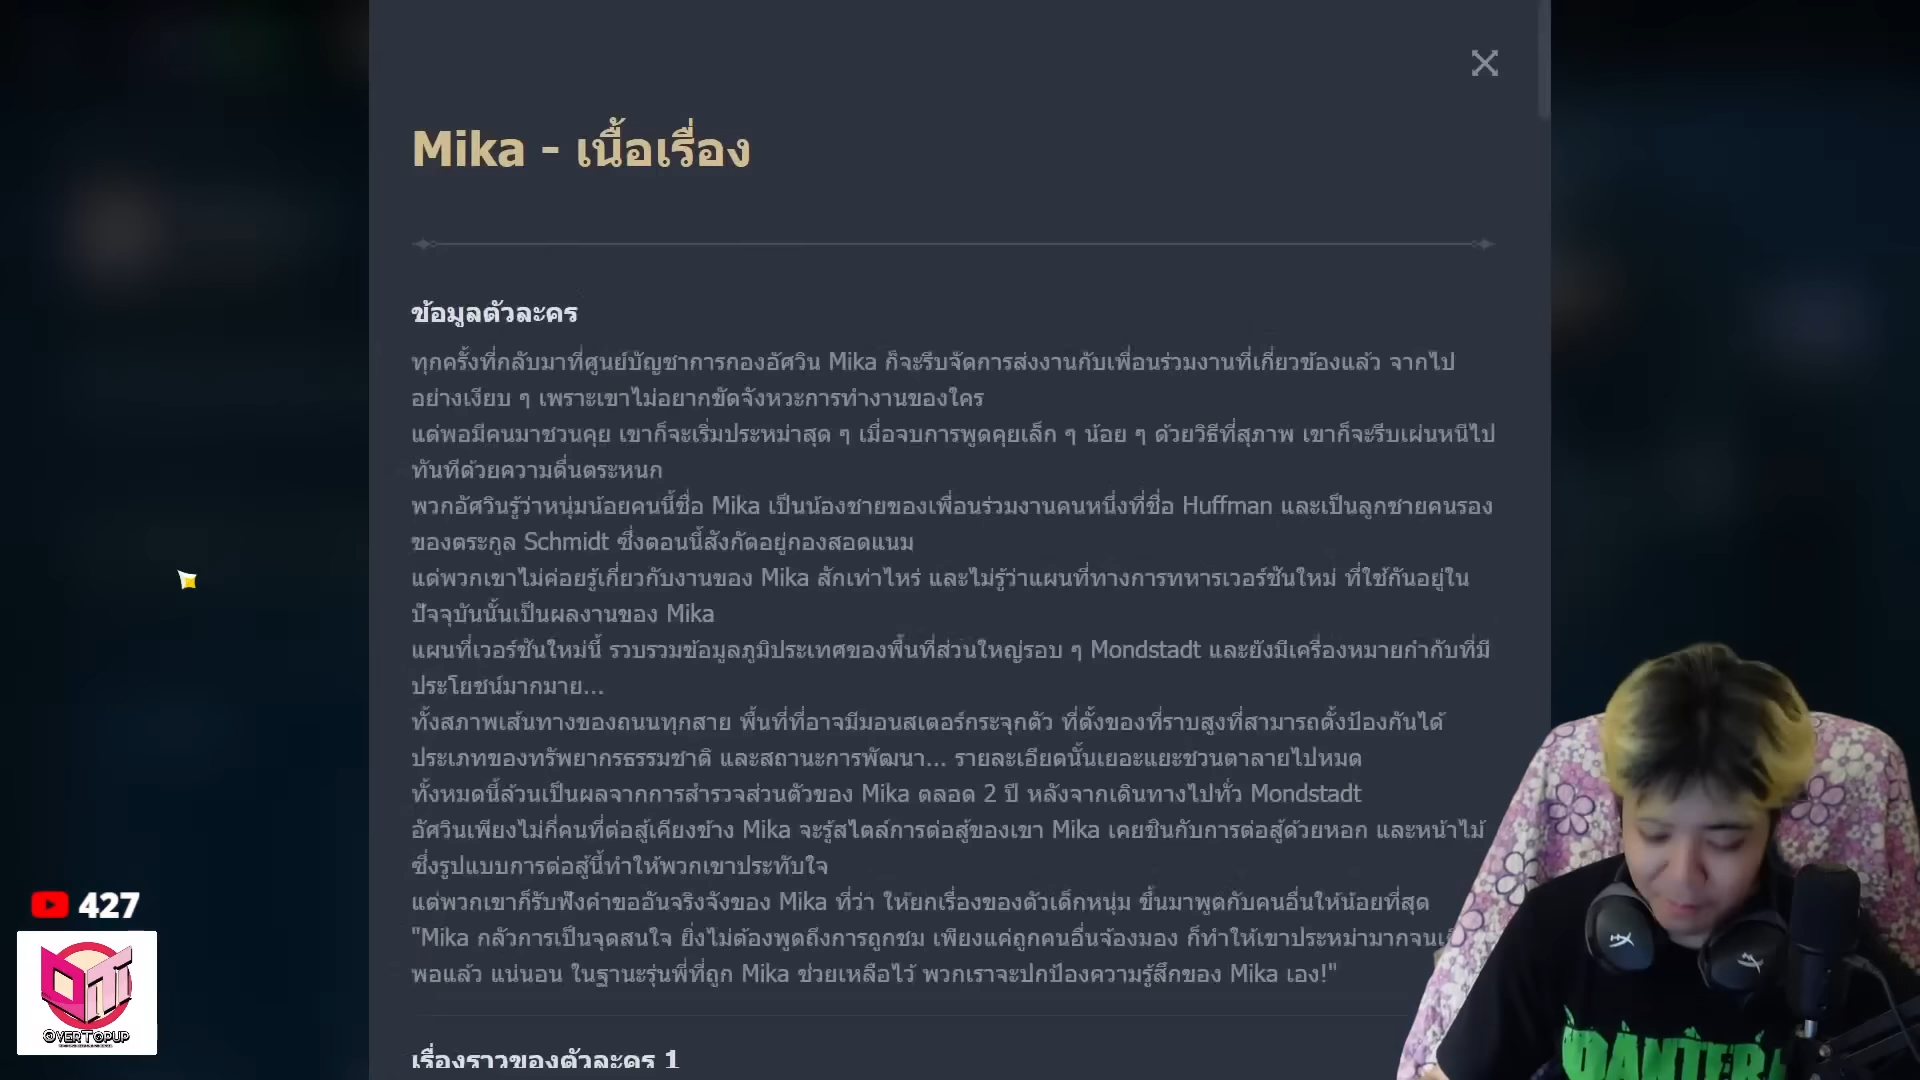 Mika - เนื้อเรื่อง
ข้อมูลตัวละคร
ทุกครั้งที่กลับมาที่ศูนย์บัญชาการกองอัศวิน Mika ก็จะรีบจัดการส่งงานกับเพื่อนร่วมงานที่เกี่ยวข้องแล้ว จากไป
อย่างเงียบ ๆ เพราะเขาไม่อยากขัดจังหวะการทำงานของใคร
แต่พอมีคนมาชวนคุย เขาก็จะเริ่มประหม่าสุด ๆ เมื่อจบการพูดคุยเล็ก ๆ น้อย ๆ ด้วยวิธีที่สุภาพ เขาก็จะรีบเผ่นหนีไป
ทันทีด้วยความตื่นตระหนก
พวกอัศวินรู้ว่าหนุ่มน้อยคนนี้ชื่อ Mika เป็นน้องชายของเพื่อนร่วมงานคนหนึ่งที่ชื่อ Huffman และเป็นลูกชายคนรอง
ของตระกูล Schmidt ซึ่งตอนนี้สังกัดอยู่กองสอดแนม
แต่พวกเขาไม่ค่อยรู้เกี่ยวกับงานของ Mika สักเท่าไหร่ และไม่รู้ว่าแผนที่ทางการทหารเวอร์ชันใหม่ ที่ใช้กันอยู่ใน
ปัจจุบันนั้นเป็นผลงานของ Mika
แผนที่เวอร์ชันใหม่นี้ รวบรวมข้อมูลภูมิประเทศของพื้นที่ส่วนใหญ่รอบ ๆ Mondstadt และยังมีเครื่องหมายกำกับที่มี
ประโยชน์มากมาย...
ทั้งสภาพเส้นทางของถนนทุกสาย พื้นที่ที่อาจมีมอนสเตอร์กระจุกตัว ที่ตั้งของที่ราบสูงที่สามารถตั้งป้องกันได้
ประเภทของทรัพยากรธรรมชาติ และสถานะการพัฒนา... รายละเอียดนั้นเยอะแยะชวนตาลายไปหมด
ทั้งหมดนี้ล้วนเป็นผลจากการสำรวจส่วนตัวของ Mika ตลอด 2 ปี หลังจากเดินทางไปทั่ว Mondstadt
อัศวินเพียงไม่กี่คนที่ต่อสู้เคียงข้าง Mika จะรู้สไตล์การต่อสู้ของเขา Mika เคยชินกับการต่อสู้ด้วยหอก และหน้าไม้
ซึ่งรูปแบบการต่อสู้นี้ทำให้พวกเขาประทับใจ
แต่พวกเขาก็รับฟังคำขออันจริงจังของ Mika ที่ว่า ให้ยกเรื่องของตัวเด็กหนุ่ม ขึ้นมาพูดกับคนอื่นให้น้อยที่สุด
"Mika กลัวการเป็นจุดสนใจ ยิ่งไม่ต้องพูดถึงการถูกชม เพียงแค่ถูกคนอื่นจ้องมอง ก็ทำให้เขาประหม่ามากจน
พอแล้ว แน่นอน ในฐานะรุ่นพี่ที่ถูก Mika ช่วยเหลือไว้ พวกเราจะปกป้องความรู้สึกของ Mika เอง!"
เรื่องราวของตัวละคร 1
427
OVERTOPUP
PANTERA